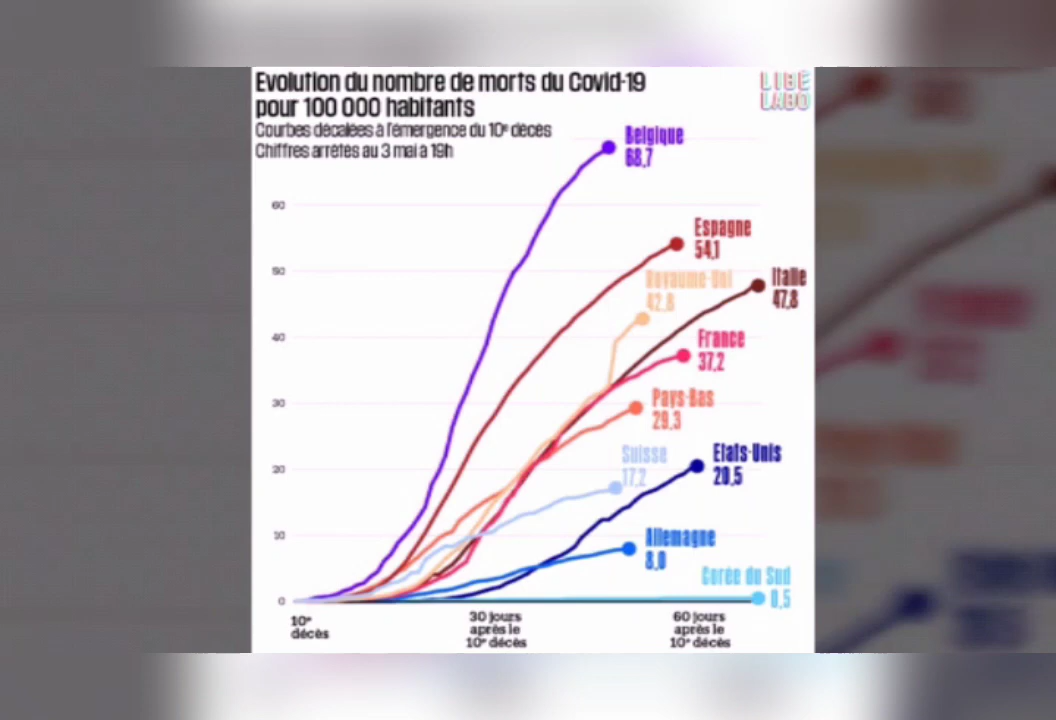 Evolution du nombre de morts du Covid-19
pour 100 000 habitants
LIBÉ
LABO
Courbes décalées à l'émergence du 10e décès
Chiffres arrêtés au 3 mai à 19h
Belgique
68,7
60
Espagne
54,1
50
Royaume-Uni
42,8
Italie
47,8
40
France
37,2
30
Pays-Bas
29,3
20
Suisse
17,2
Etats-Unis
20,5
10
Allemagne
8,0
Corée du Sud
0,5
0
10e
décès
30 jours
après le
10e décès
60 jours
après le
10e décès